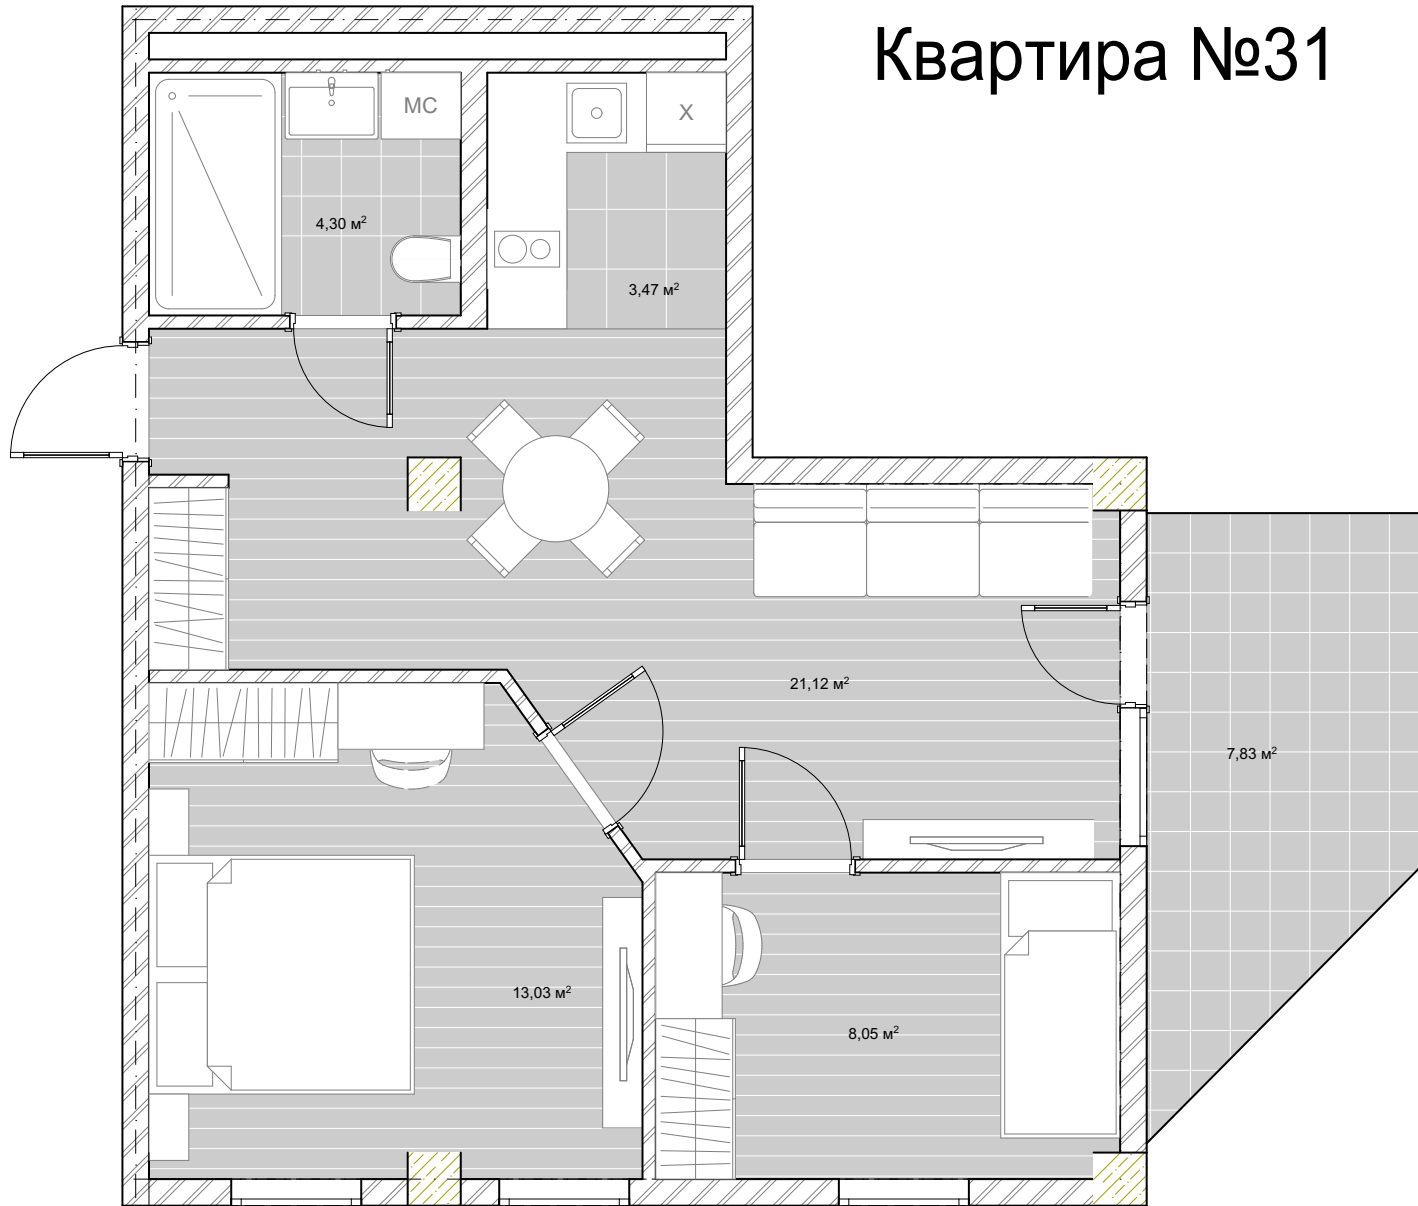 Квартира №31
МС
Х
4,30 м²
3,47 м²
21,12 м²
7,83 м²
13,03 м²
8,05 м²